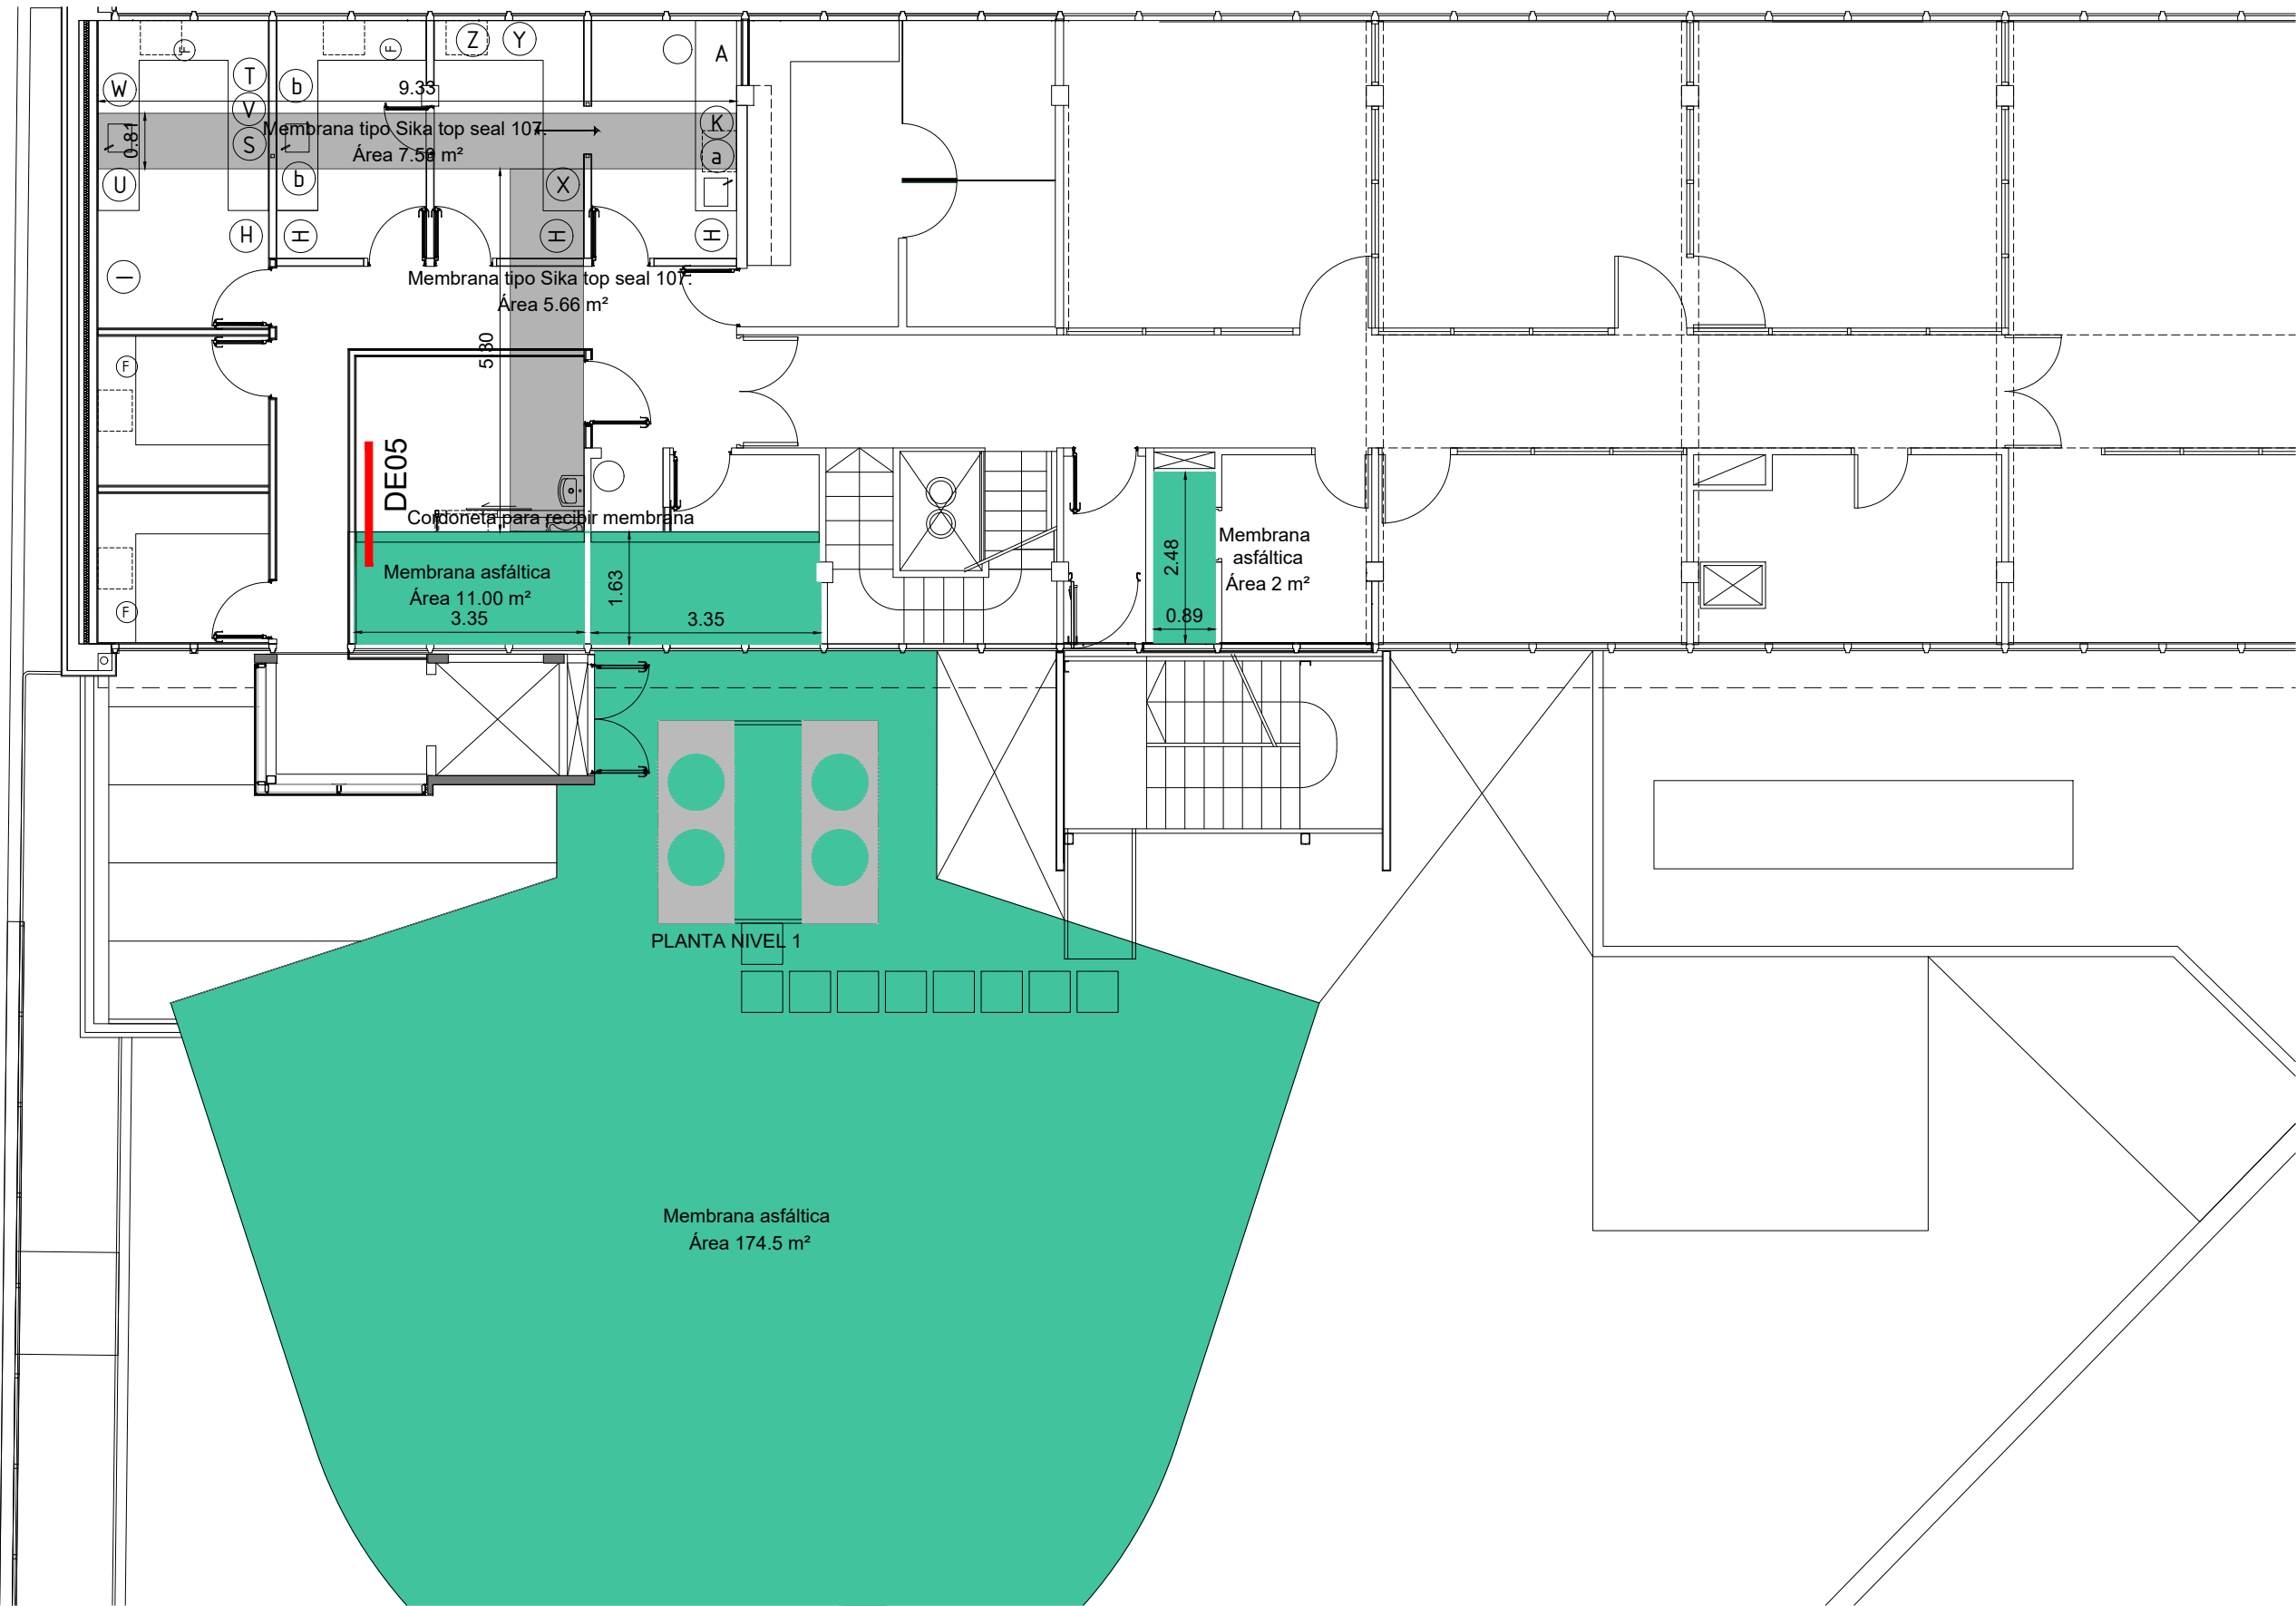 Z
Y
A
F
F
W
T
b
9.33
V
K
Membrana tipo Sika top seal 107.
0.81
S
Área 7.59 m²
a
U
b
X
H
H
H
H
I
Membrana tipo Sika top seal 107.
Área 5.66 m²
5.80
F
DE05
Cordoneta para recibir membrana
Membrana
asfáltica
Área 2 m²
2.48
0.89
Membrana asfáltica
Área 11.00 m²
3.35
1.63
3.35
F
PLANTA NIVEL 1
Membrana asfáltica
Área 174.5 m²